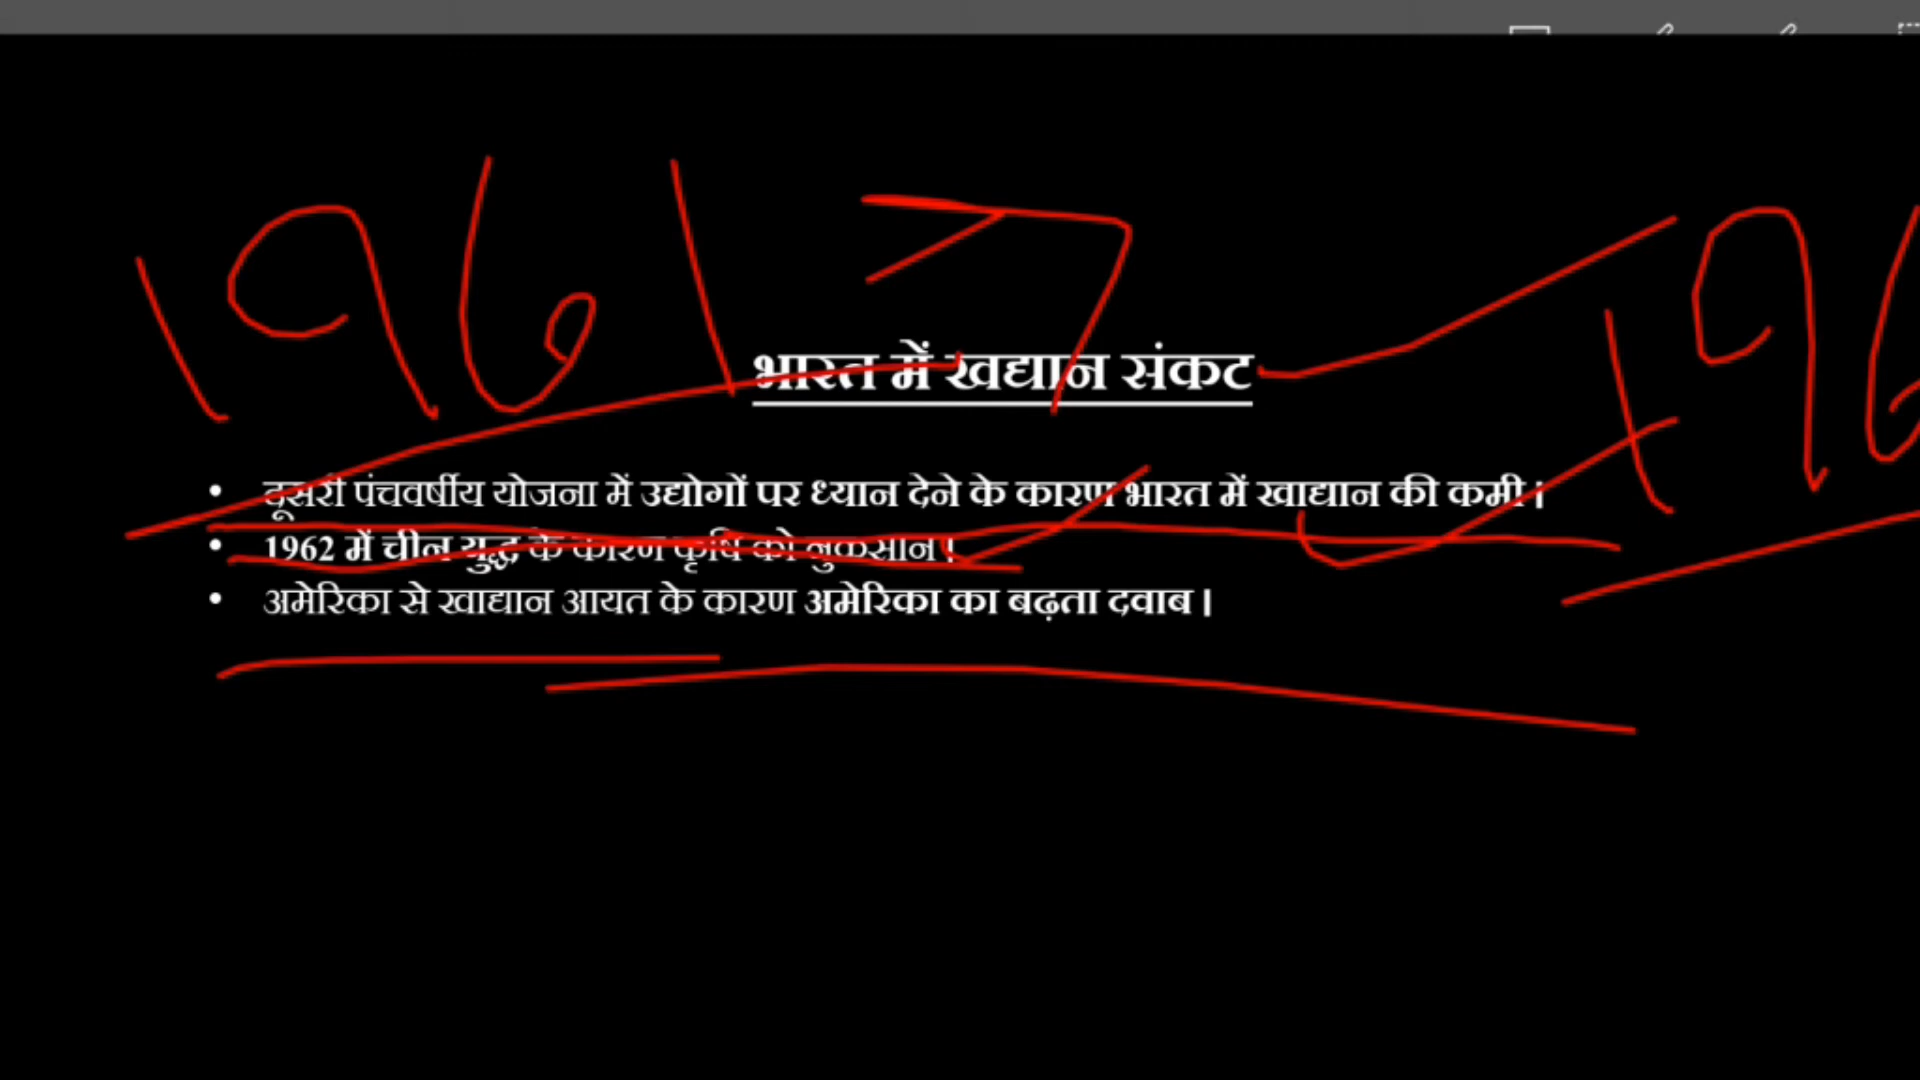 1961
भारत में खद्यान संकट
• दूसरी पंचवर्षीय योजना में उद्योगों पर ध्यान देने के कारण भारत में खाद्यान की कमी।
• 1962 में चीन युद्ध के कारण कृषि को नुकसान।
• अमेरिका से खाद्यान आयत के कारण अमेरिका का बढ़ता दवाब।